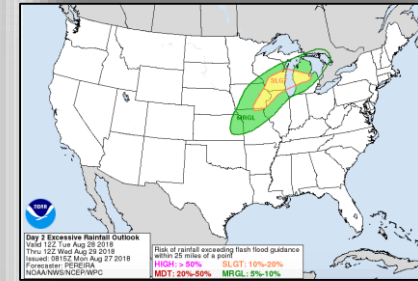 SLGT
MRGL
NOAA
Day 2 Excessive Rainfall Outlook
Valid 12Z Tue Aug 28 2018
Thru 12Z Wed Aug 29 2018
Issued: 0815Z Mon Aug 27 2018
Forecaster: PEREIRA
NOAA/NWS/NCEP/WPC
Risk of rainfall exceeding flash flood guidance
within 25 miles of a point
HIGH: > 50% SLGT: 10%-20%
MDT: 20%-50% MRGL: 5%-10%